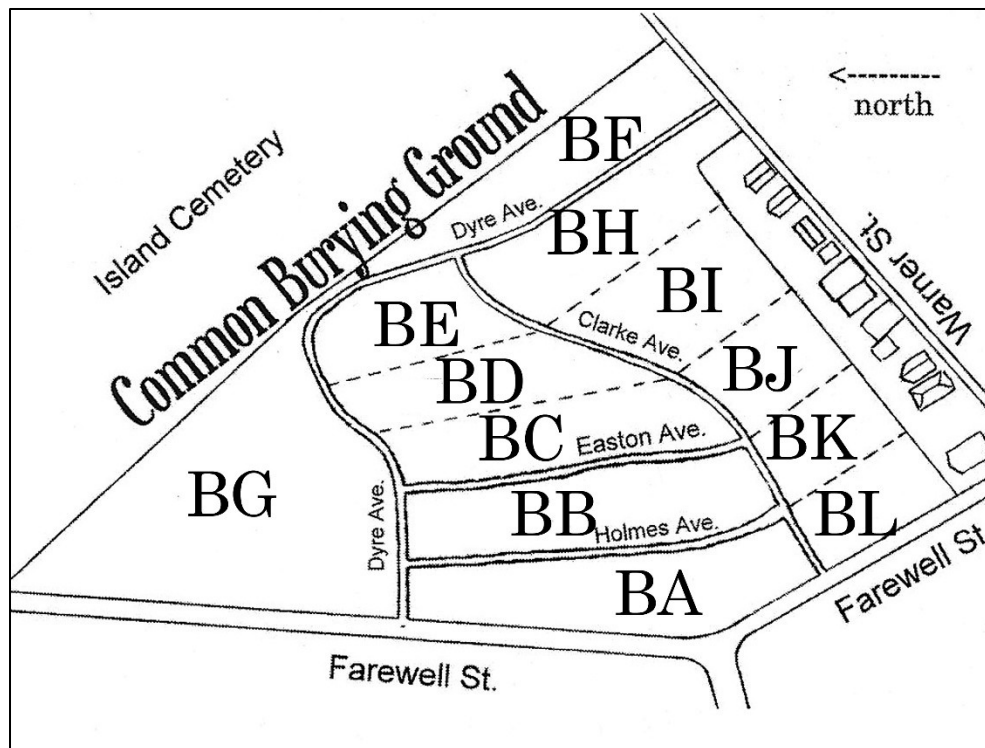 <---------
north
Island Cemetery
Common Burying Ground
BF
Dyre Ave.
BH
BI
Warner St.
BE
Clarke Ave.
BD
BJ
BC
Easton Ave.
BK
BG
Dyre Ave.
BB
Holmes Ave.
BL
BA
Farewell St.
Farewell St.